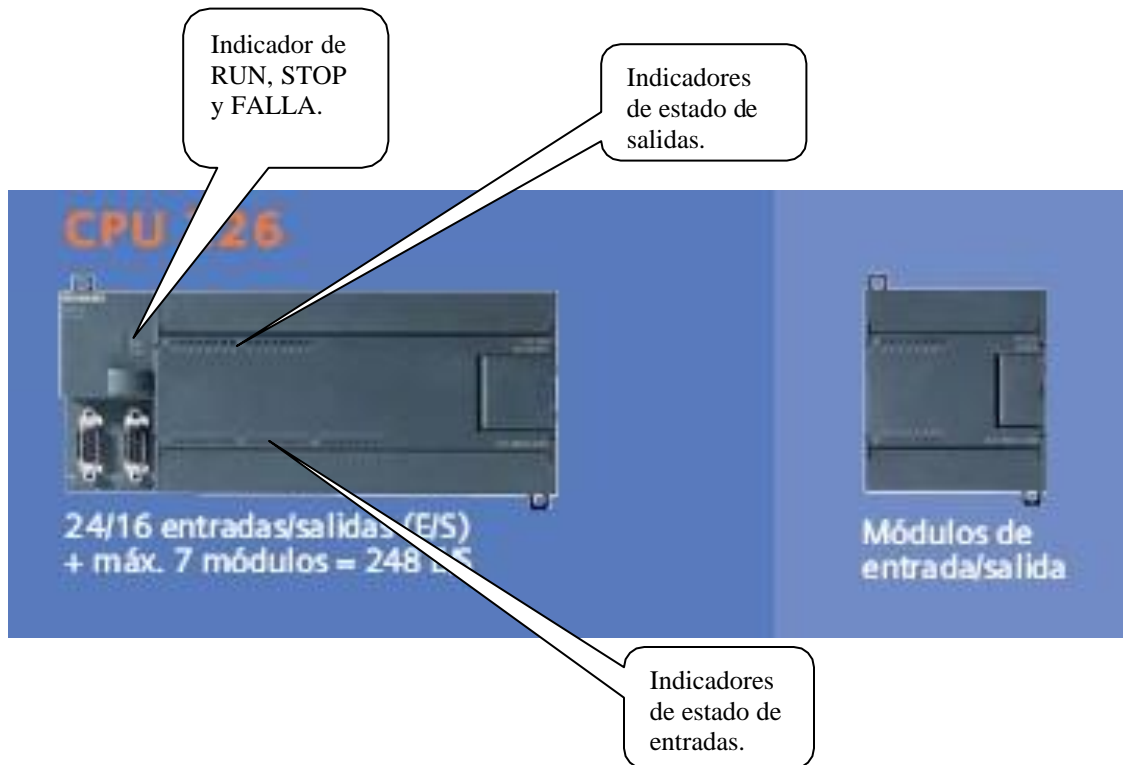 Indicador de
RUN, STOP
y FALLA.
Indicadores
de estado de
salidas.
CPU 226
24/16 entradas/salidas (E/S)
+ máx. 7 módulos = 248 E/S
Módulos de
entrada/salida
Indicadores
de estado de
entradas.